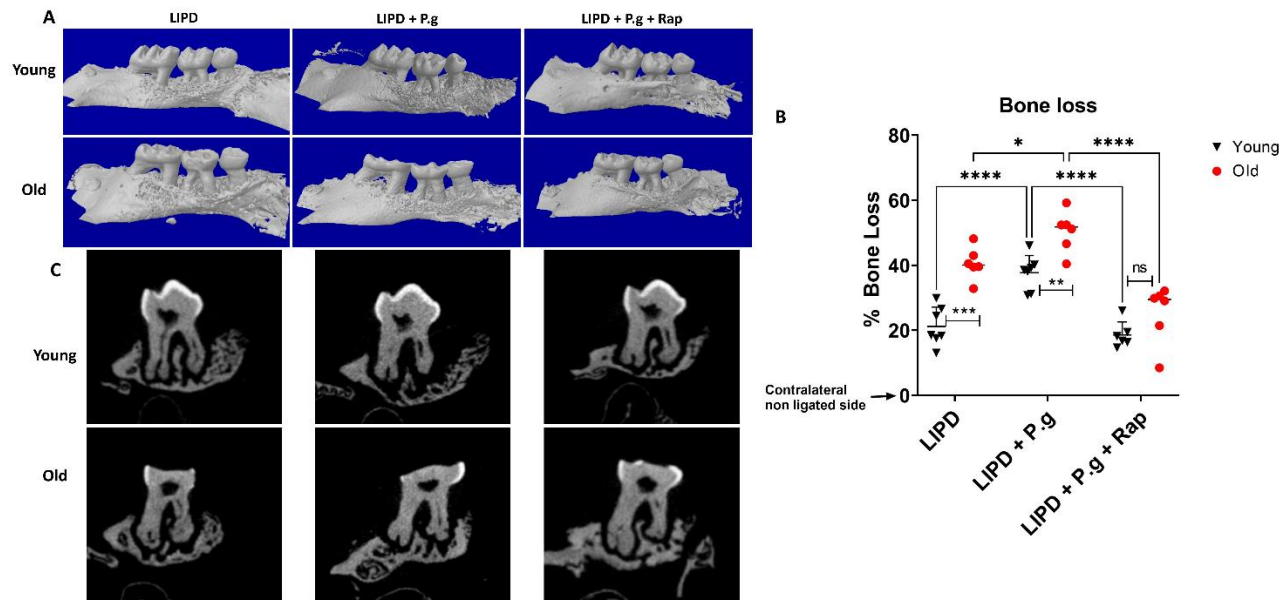 A
LIPD
LIPD + P.g
LIPD + P.g + Rap
Young
Old
C
Young
Old
B
Bone loss
Young
Old
% Bone Loss
80
60
40
20
0
*
****
****
****
***
**
ns
Contralateral
non ligated side
LIPD
LIPD + P.g
LIPD + P.g + Rap